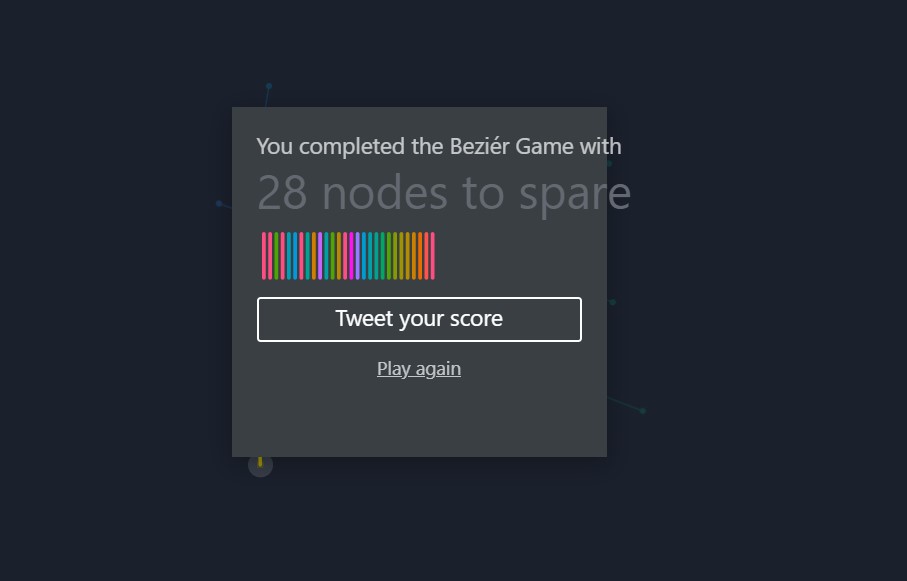 You completed the Beziér Game with
28 nodes to spare
Tweet your score
Play again